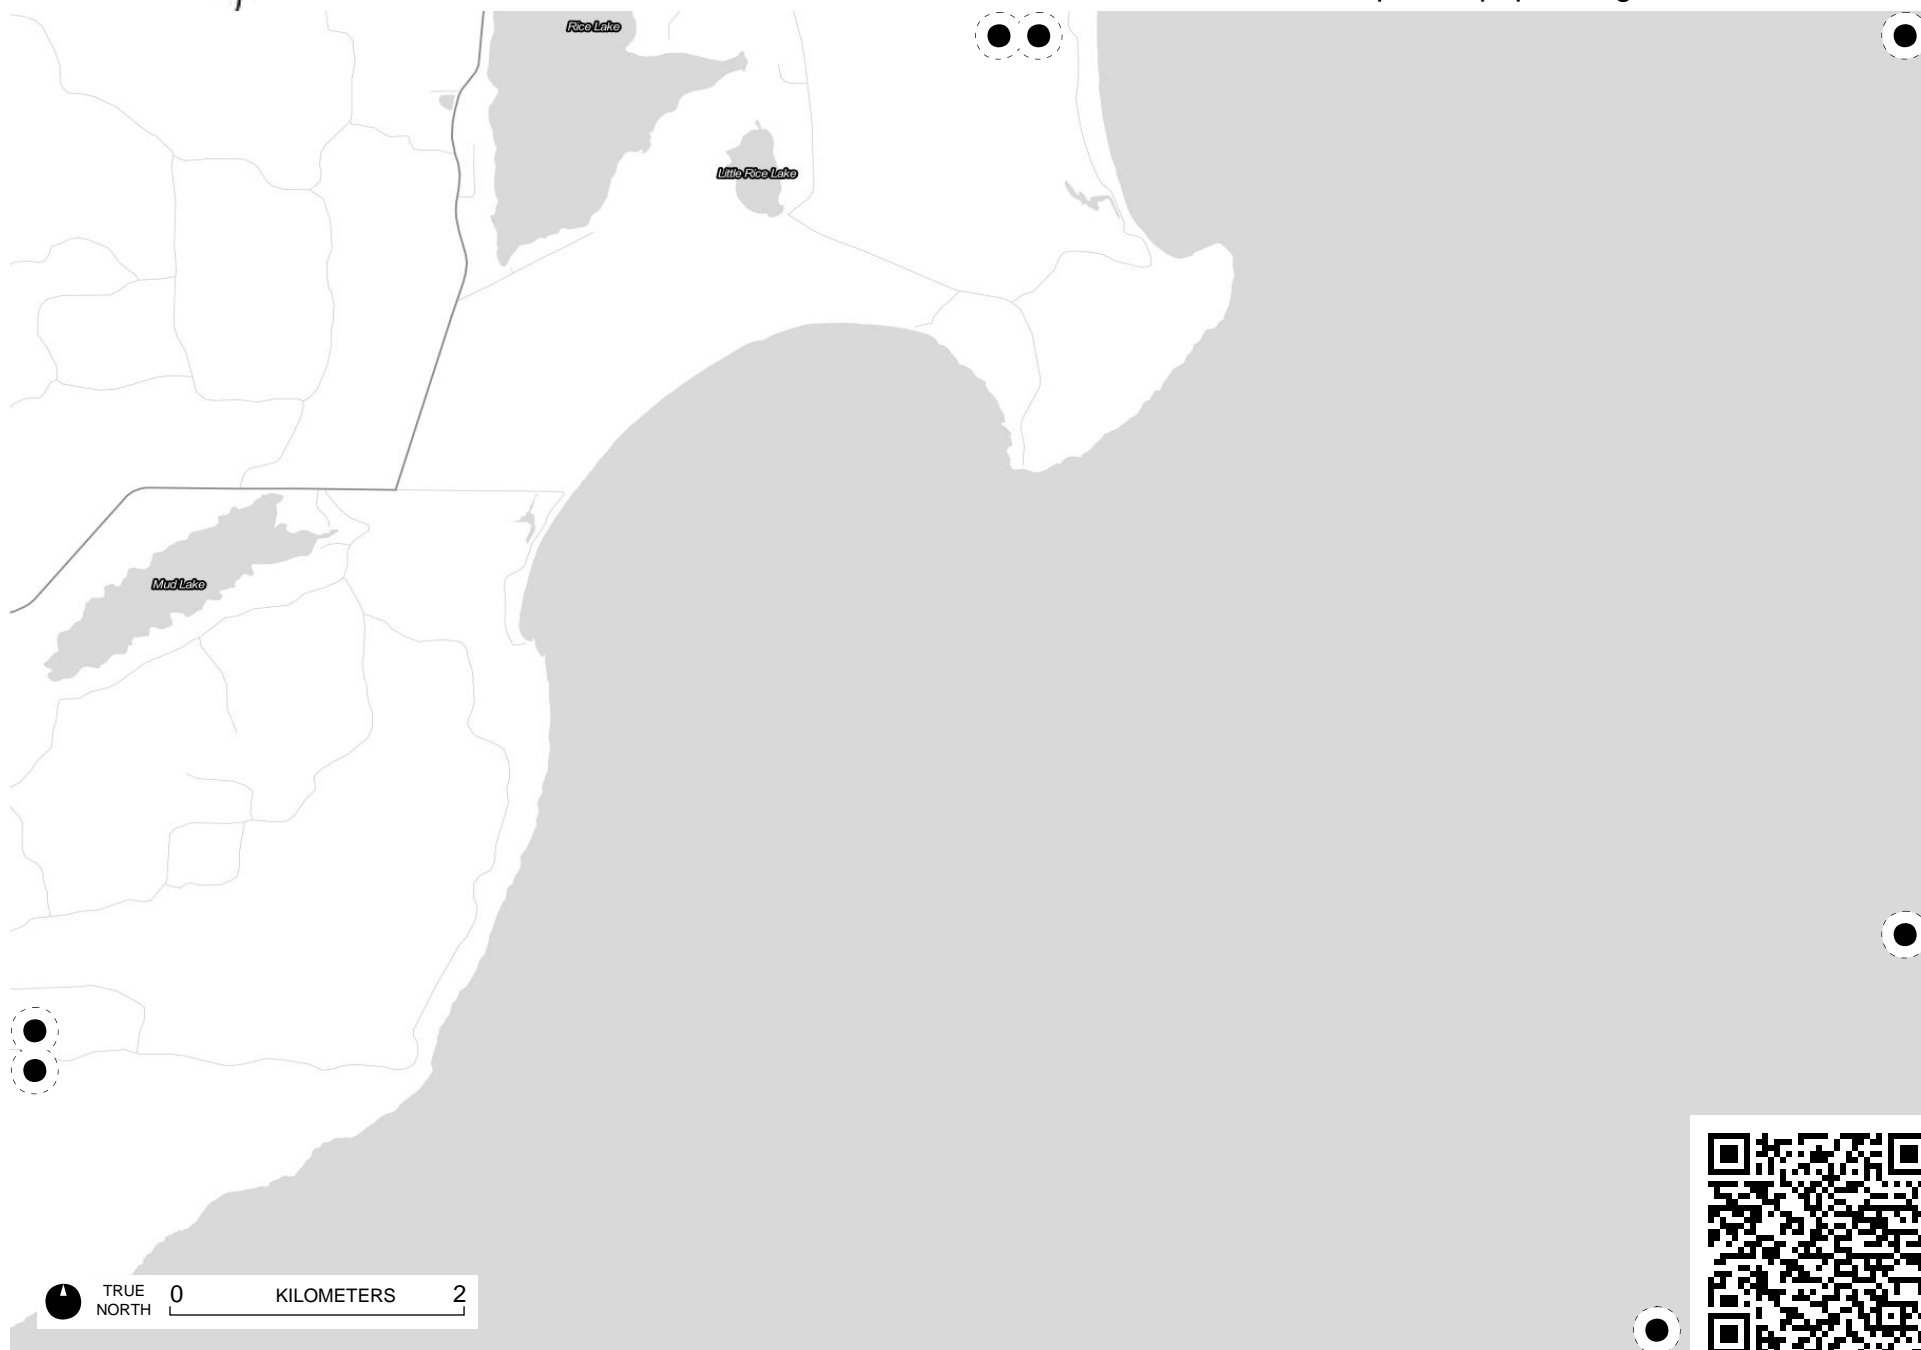 Rice Lake
Little Rice Lake
Mud Lake
TRUE
NORTH
0 KILOMETERS 2